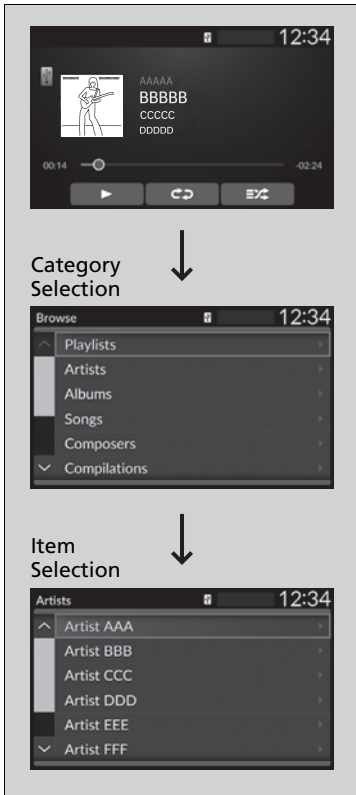 12:34
AAAAA
BBBBB
CCCCC
DDDDD
00:14
-02:24
Category
Selection
Browse 12:34
Playlists
Artists
Albums
Songs
Composers
Compilations
Item
Selection
Artists 12:34
Artist AAA
Artist BBB
Artist CCC
Artist DDD
Artist EEE
Artist FFF